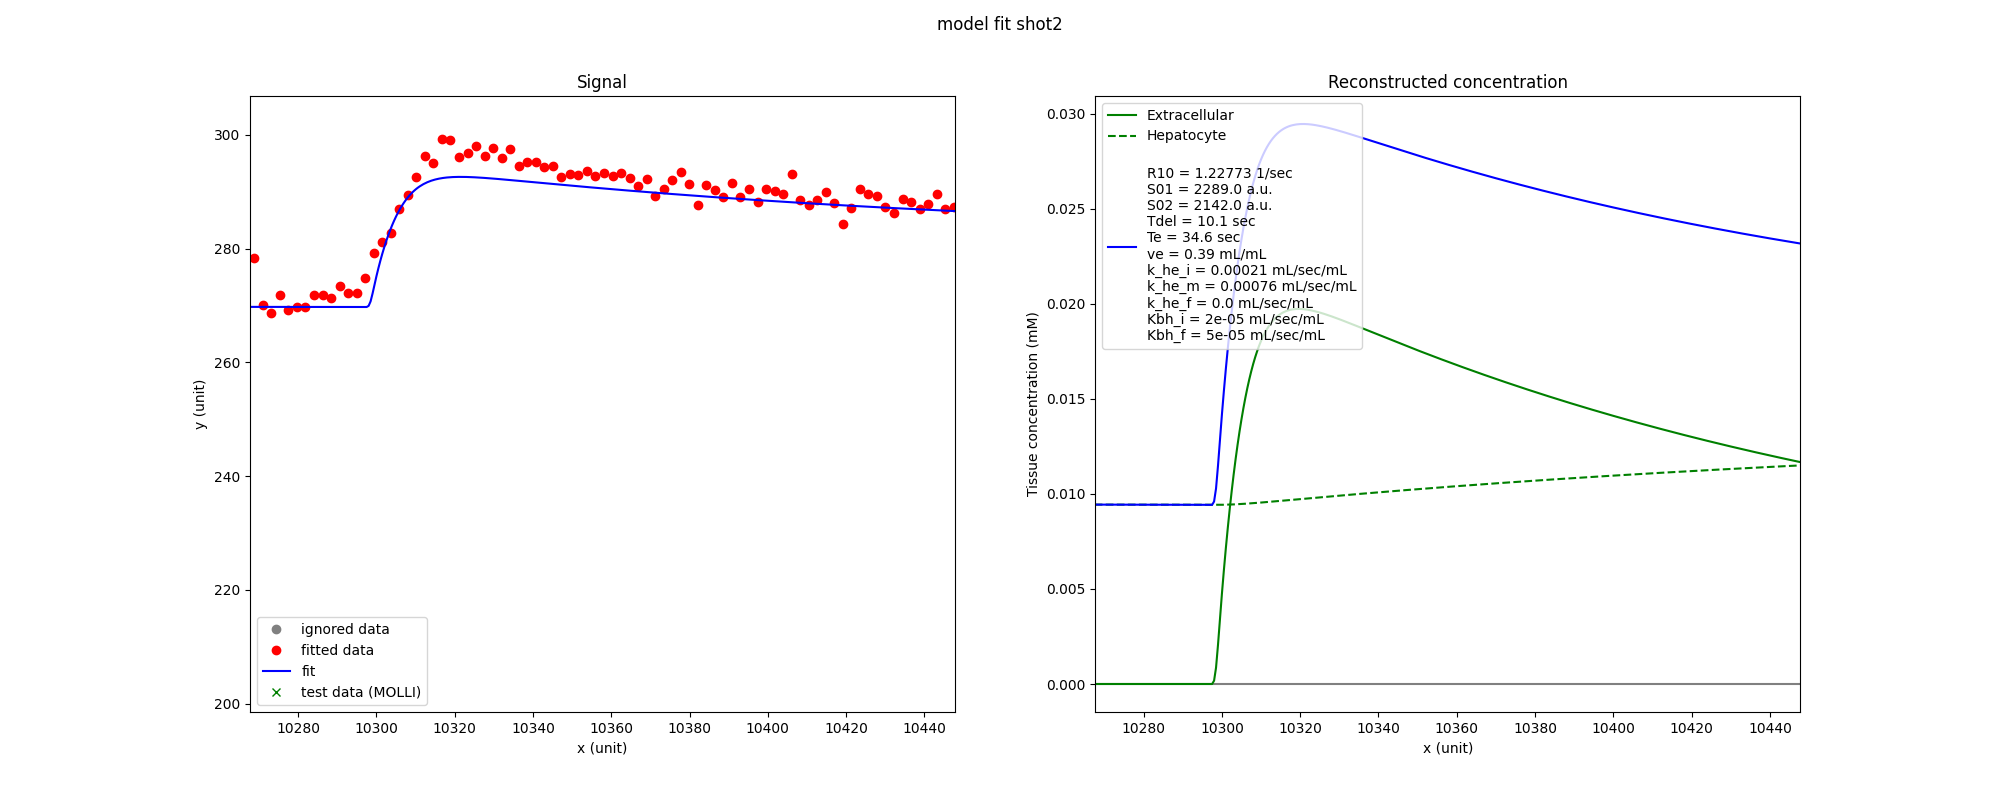 model fit shot2
Signal
y (unit)
300
280
260
240
220
200
ignored data
fitted data
fit
test data (MOLLI)
10280 10300 10320 10340 10360 10380 10400 10420 10440
x (unit)
Reconstructed concentration
Tissue concentration (mM)
0.030
0.025
0.020
0.015
0.010
0.005
0.000
Extracellular
Hepatocyte
R10 = 1.22773 1/sec
S01 = 2289.0 a.u.
S02 = 2142.0 a.u.
Tdel = 10.1 sec
Te = 34.6 sec
ve = 0.39 mL/mL
k_he_i = 0.00021 mL/sec/mL
k_he_m = 0.00076 mL/sec/mL
k_he_f = 0.0 mL/sec/mL
Kbh_i = 2e-05 mL/sec/mL
Kbh_f = 5e-05 mL/sec/mL
10280 10300 10320 10340 10360 10380 10400 10420 10440
x (unit)